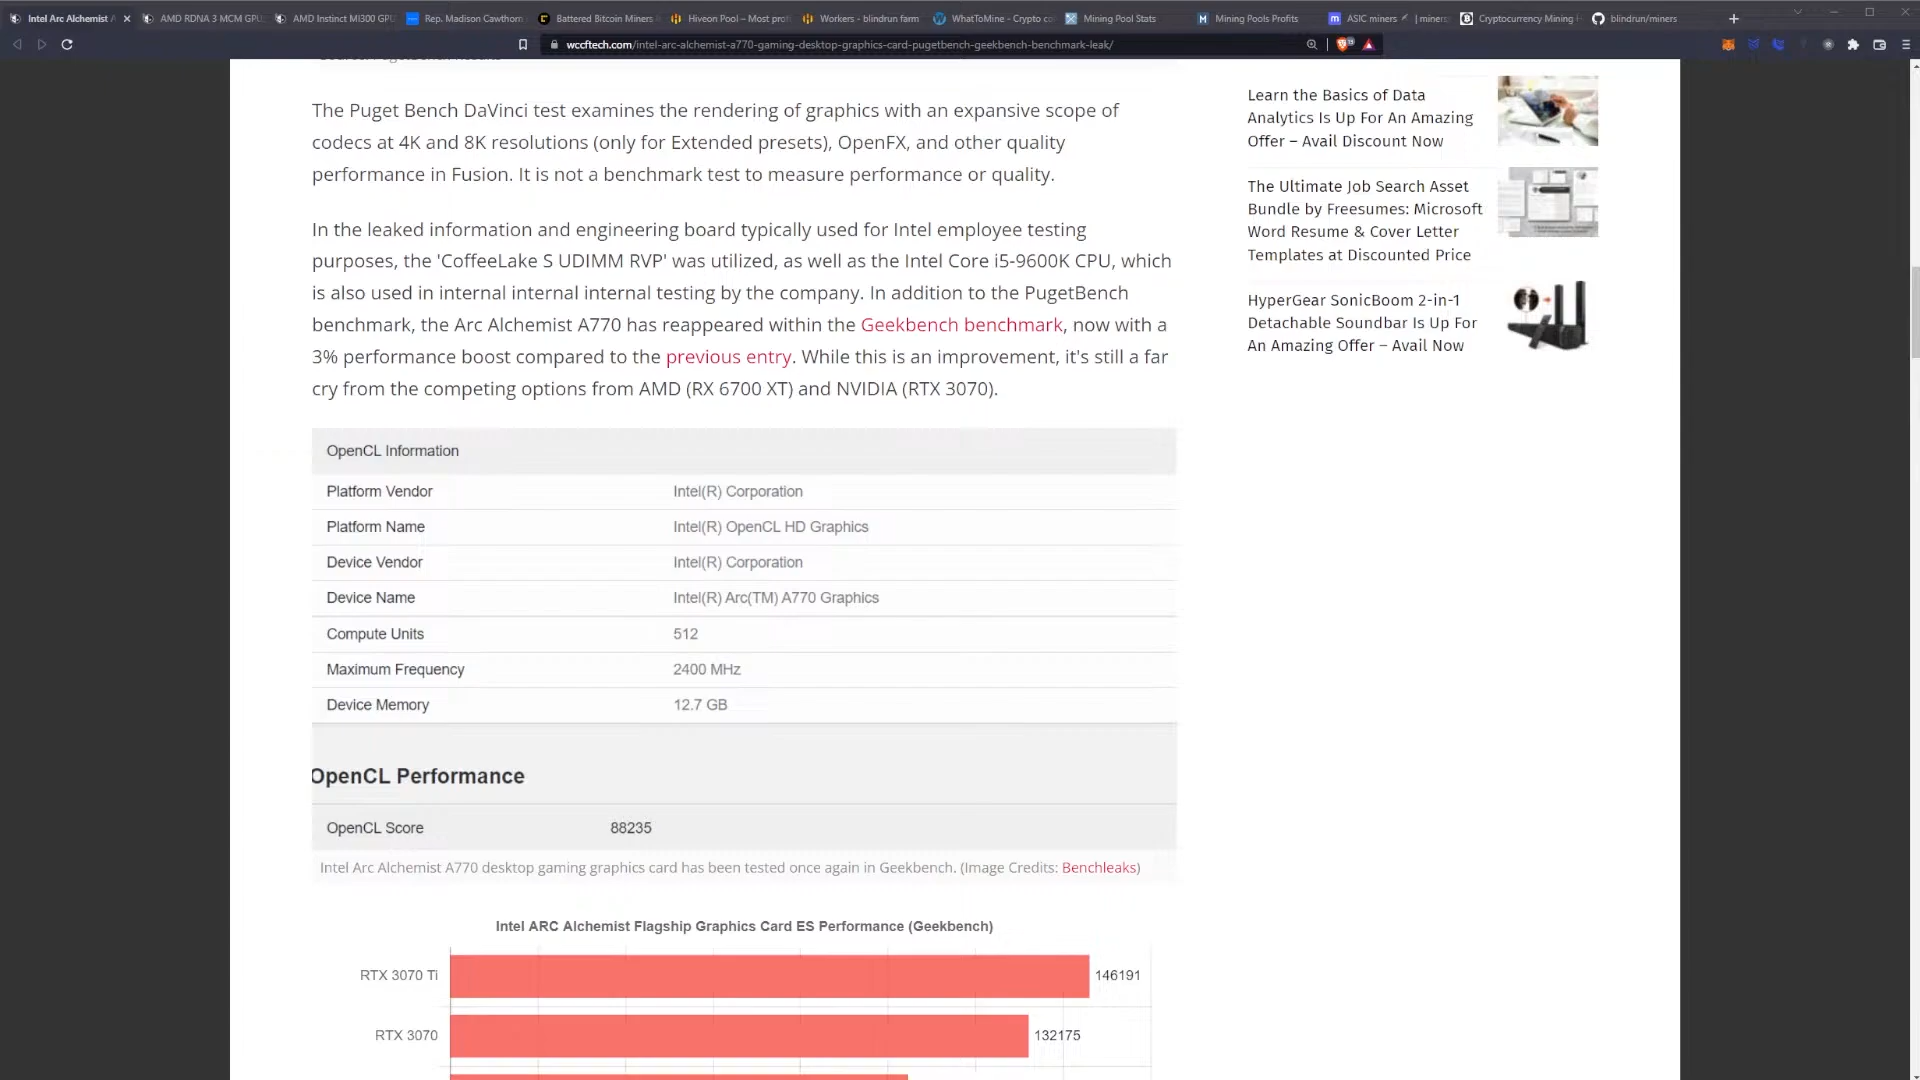 Intel Arc Alchemist
AMD RDNA 3 MCM GPU
AMD Instinct MI300 GPU
Rep. Madison Cawthorn
Battered Bitcoin Miners
Hiveon Pool – Most prof
Workers - blindrun farm
WhatToMine - Crypto co
Mining Pool Stats
Mining Pools Profits
ASIC miners
| miners
Cryptocurrency Mining
blindrun/miners
wccftech.com/intel-arc-alchemist-a770-gaming-desktop-graphics-card-pugetbench-geekbench-benchmark-leak/
The Puget Bench DaVinci test examines the rendering of graphics with an expansive scope of
codecs at 4K and 8K resolutions (only for Extended presets), OpenFX, and other quality
performance in Fusion. It is not a benchmark test to measure performance or quality.
In the leaked information and engineering board typically used for Intel employee testing
purposes, the 'CoffeeLake S UDIMM RVP' was utilized, as well as the Intel Core i5-9600K CPU, which
is also used in internal internal internal testing by the company. In addition to the PugetBench
benchmark, the Arc Alchemist A770 has reappeared within the Geekbench benchmark, now with a
3% performance boost compared to the previous entry. While this is an improvement, it's still a far
cry from the competing options from AMD (RX 6700 XT) and NVIDIA (RTX 3070).
OpenCL Information
Platform Vendor Intel(R) Corporation
Platform Name Intel(R) OpenCL HD Graphics
Device Vendor Intel(R) Corporation
Device Name Intel(R) Arc(TM) A770 Graphics
Compute Units 512
Maximum Frequency 2400 MHz
Device Memory 12.7 GB
OpenCL Performance
OpenCL Score 88235
Intel Arc Alchemist A770 desktop gaming graphics card has been tested once again in Geekbench. (Image Credits: Benchleaks)
Intel ARC Alchemist Flagship Graphics Card ES Performance (Geekbench)
RTX 3070 Ti 146191
RTX 3070 132175
Learn the Basics of Data
Analytics Is Up For An Amazing
Offer – Avail Discount Now
The Ultimate Job Search Asset
Bundle by Freesumes: Microsoft
Word Resume & Cover Letter
Templates at Discounted Price
HyperGear SonicBoom 2-in-1
Detachable Soundbar Is Up For
An Amazing Offer – Avail Now